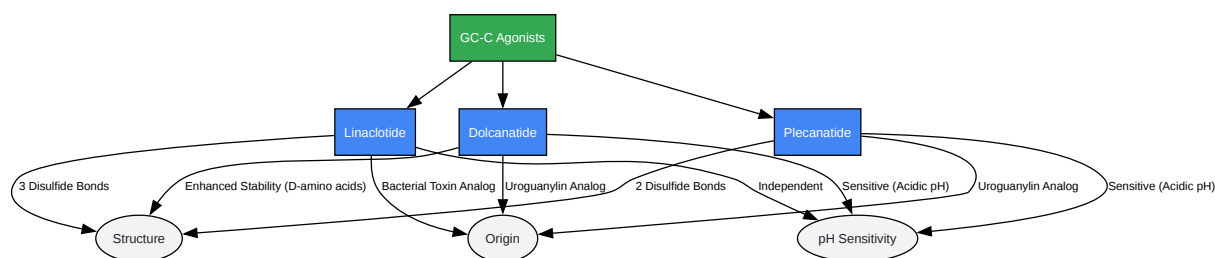 GC-C Agonists
Linaclotide
Dolcanatide
Plecanatide
3 Disulfide Bonds
Enhanced Stability (D-amino acids)
Bacterial Toxin Analog
Uroguanylin Analog
2 Disulfide Bonds
Independent
Sensitive (Acidic pH)
Uroguanylin Analog
Sensitive (Acidic pH)
Structure
Origin
pH Sensitivity